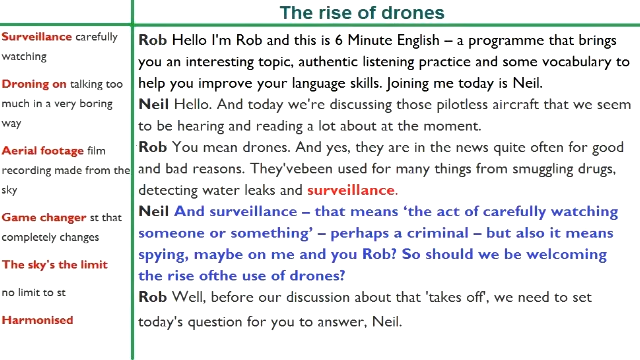 The rise of drones
Surveillance carefully
watching
Droning on talking too
much in a very boring
way
Aerial footage film
recording made from the
sky
Game changer st that
completely changes
The sky's the limit
no limit to st
Harmonised
Rob Hello I'm Rob and this is 6 Minute English – a programme that brings
you an interesting topic, authentic listening practice and some vocabulary to
help you improve your language skills. Joining me today is Neil.
Neil Hello. And today we're discussing those pilotless aircraft that we seem
to be hearing and reading a lot about at the moment.
Rob You mean drones. And yes, they are in the news quite often for good
and bad reasons. They'vebeen used for many things from smuggling drugs,
detecting water leaks and surveillance.
Neil And surveillance – that means ‘the act of carefully watching
someone or something’ – perhaps a criminal – but also it means
spying, maybe on me and you Rob? So should we be welcoming
the rise ofthe use of drones?
Rob Well, before our discussion about that 'takes off', we need to set
today's question for you to answer, Neil.